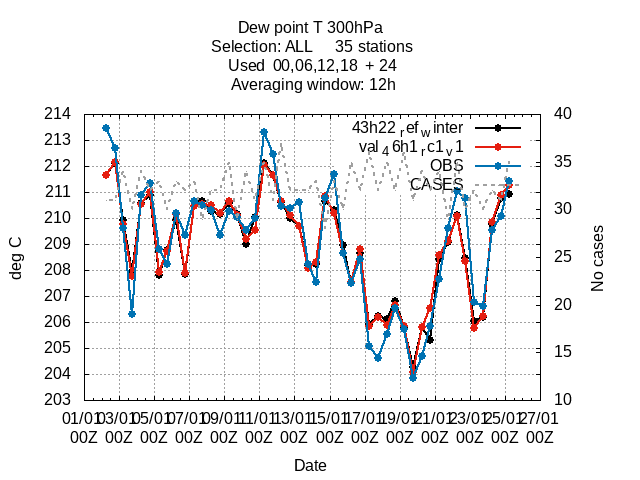 Dew point T 300hPa
Selection: ALL 35 stations
Used 00,06,12,18 + 24
Averaging window: 12h
43h22_ref_winter
val_46h1_rc1_v1
OBS
CASES
214
213
212
211
210
209
208
207
206
205
204
203
deg C
40
35
30
25
20
15
10
No cases
01/01 03/01 05/01 07/01 09/01 11/01 13/01 15/01 17/01 19/01 21/01 23/01 25/01 27/01
00Z 00Z 00Z 00Z 00Z 00Z 00Z 00Z 00Z 00Z 00Z 00Z 00Z 00Z
Date